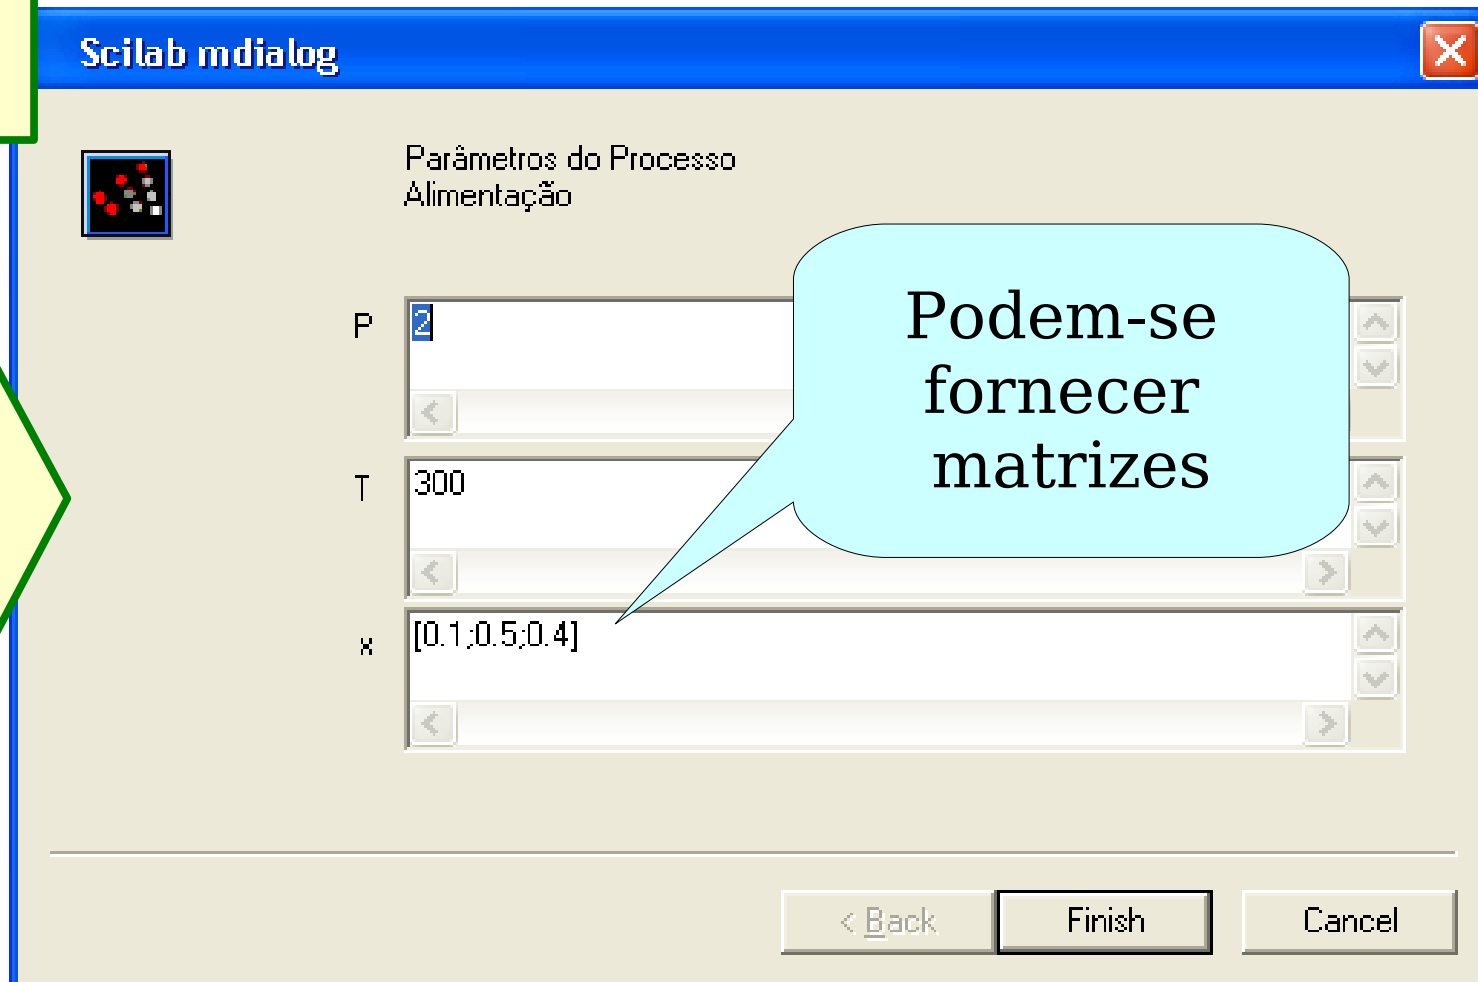 Scilab mdialog
Parâmetros do Processo
Alimentação
P
2
Podem-se
fornecer
matrizes
T
300
x
[0.1;0.5;0.4]
< Back
Finish
Cancel